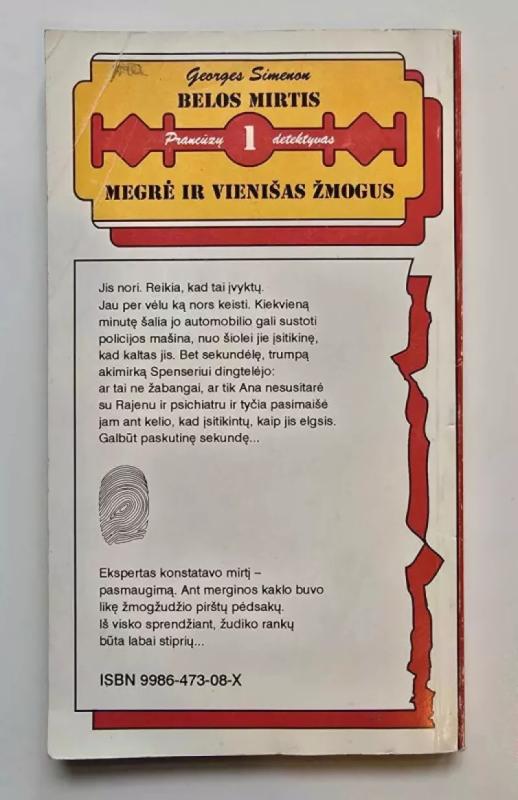 Georges Simenon
BELOS MIRTIS
Prancūzų 1 detektyvas
MEGRĖ IR VIENIŠAS ŽMOGUS
Jis nori. Reikia, kad tai įvyktų.
Jau per vėlu ką nors keisti. Kiekvieną
minutę šalia jo automobilio gali sustoti
policijos mašina, nuo šiolei jie įsitikinę,
kad kaltas jis. Bet sekundėlę, trumpą
akimirką Spenseriui dingtelėjo:
ar tai ne žabangai, ar tik Ana nesusitarė
su Rajenu ir psichiatru ir tyčia pasimaišė
jam ant kelio, kad įsitikintų, kaip jis elgsis.
Galbūt paskutinę sekundę...
Ekspertas konstatavo mirtį –
pasmaugimą. Ant merginos kaklo buvo
likę žmogžudžio pirštų pėdsakų.
Iš visko sprendžiant, žudiko rankų
būta labai stiprių...
ISBN 9986-473-08-X